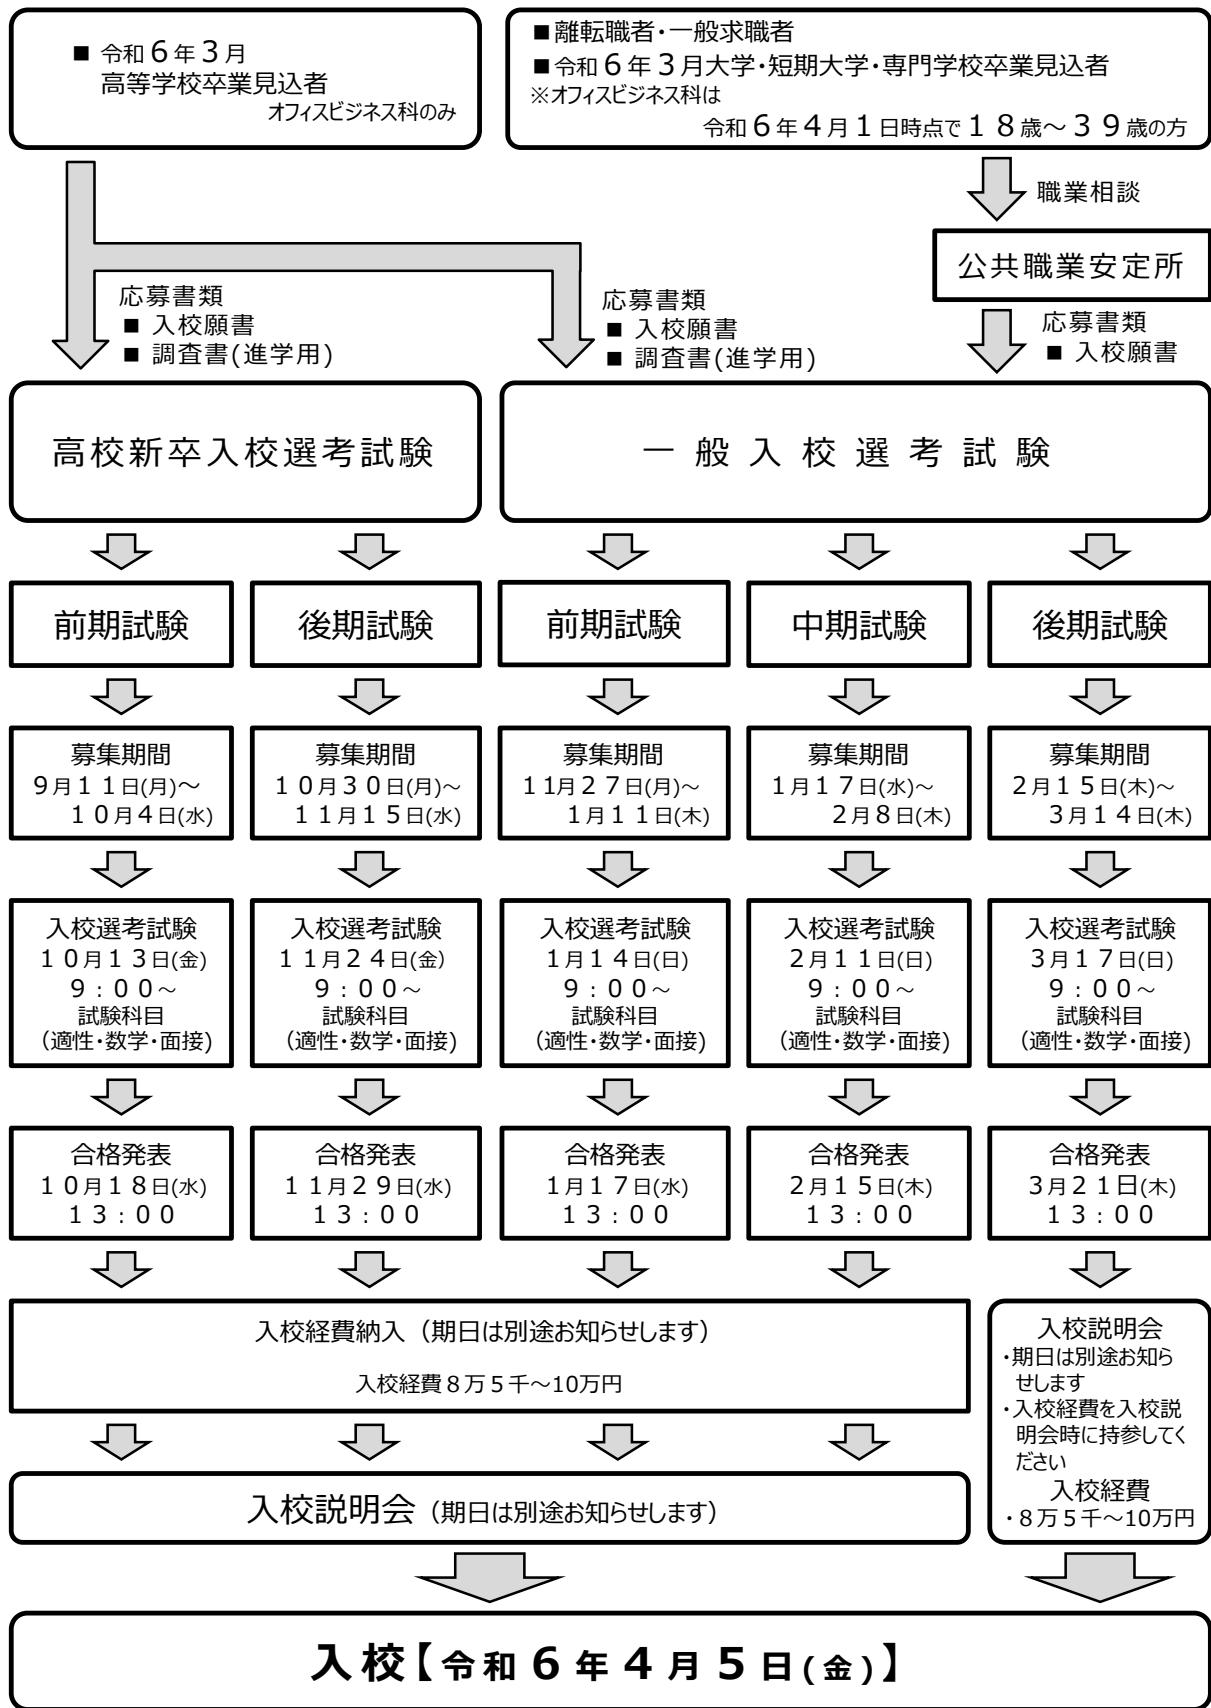 ■ 令和６年３月
高等学校卒業見込者
オフィスビジネス科のみ
■離転職者・一般求職者
■令和６年３月大学・短期大学・専門学校卒業見込者
※オフィスビジネス科は
令和６年４月１日時点で１８歳～３９歳の方
職業相談
公共職業安定所
応募書類
■ 入校願書
■ 調査書(進学用)
応募書類
■ 入校願書
■ 調査書(進学用)
応募書類
■ 入校願書
高校新卒入校選考試験
一般入校選考試験
前期試験
後期試験
前期試験
中期試験
後期試験
募集期間
９月１１日(月)～
１０月４日(水)
募集期間
１０月３０日(月)～
１１月１５日(水)
募集期間
１１月２７日(月)～
１月１１日(木)
募集期間
１月１７日(水)～
２月８日(木)
募集期間
２月１５日(木)～
３月１４日(木)
入校選考試験
１０月１３日(金)
９：００～
試験科目
（適性・数学・面接)
入校選考試験
１１月２４日(金)
９：００～
試験科目
（適性・数学・面接)
入校選考試験
１月１４日(日)
９：００～
試験科目
（適性・数学・面接)
入校選考試験
２月１１日(日)
９：００～
試験科目
（適性・数学・面接)
入校選考試験
３月１７日(日)
９：００～
試験科目
（適性・数学・面接)
合格発表
１０月１８日(水)
１３：００
合格発表
１１月２９日(水)
１３：００
合格発表
１月１７日(水)
１３：００
合格発表
２月１５日(木)
１３：００
合格発表
３月２１日(木)
１３：００
入校経費納入（期日は別途お知らせします）
入校経費８万５千～10万円
入校説明会（期日は別途お知らせします）
入校説明会
・期日は別途お知ら
せします
・入校経費を入校説
明会時に持参してく
ださい
入校経費
・８万５千～10万円
入校【令和６年４月５日(金)】